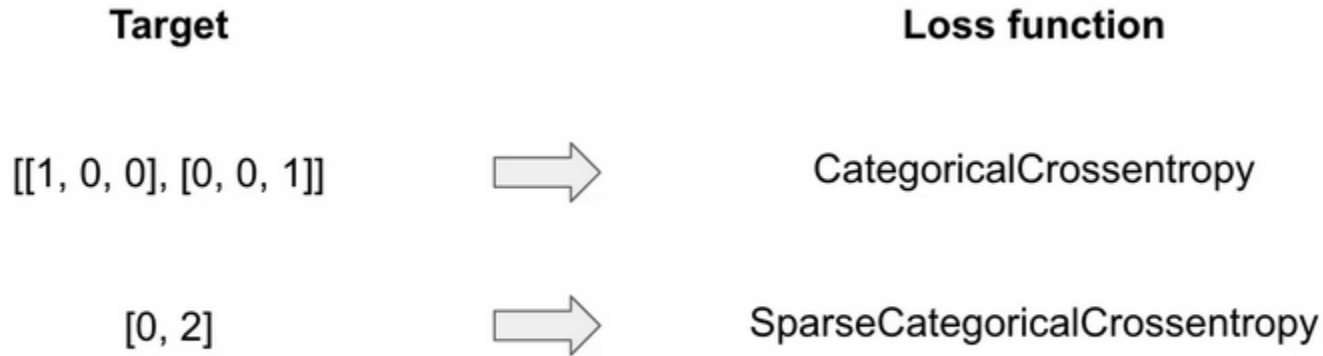 Target Loss function
[[1, 0, 0], [0, 0, 1]] CategoricalCrossentropy
[0, 2] SparseCategoricalCrossentropy